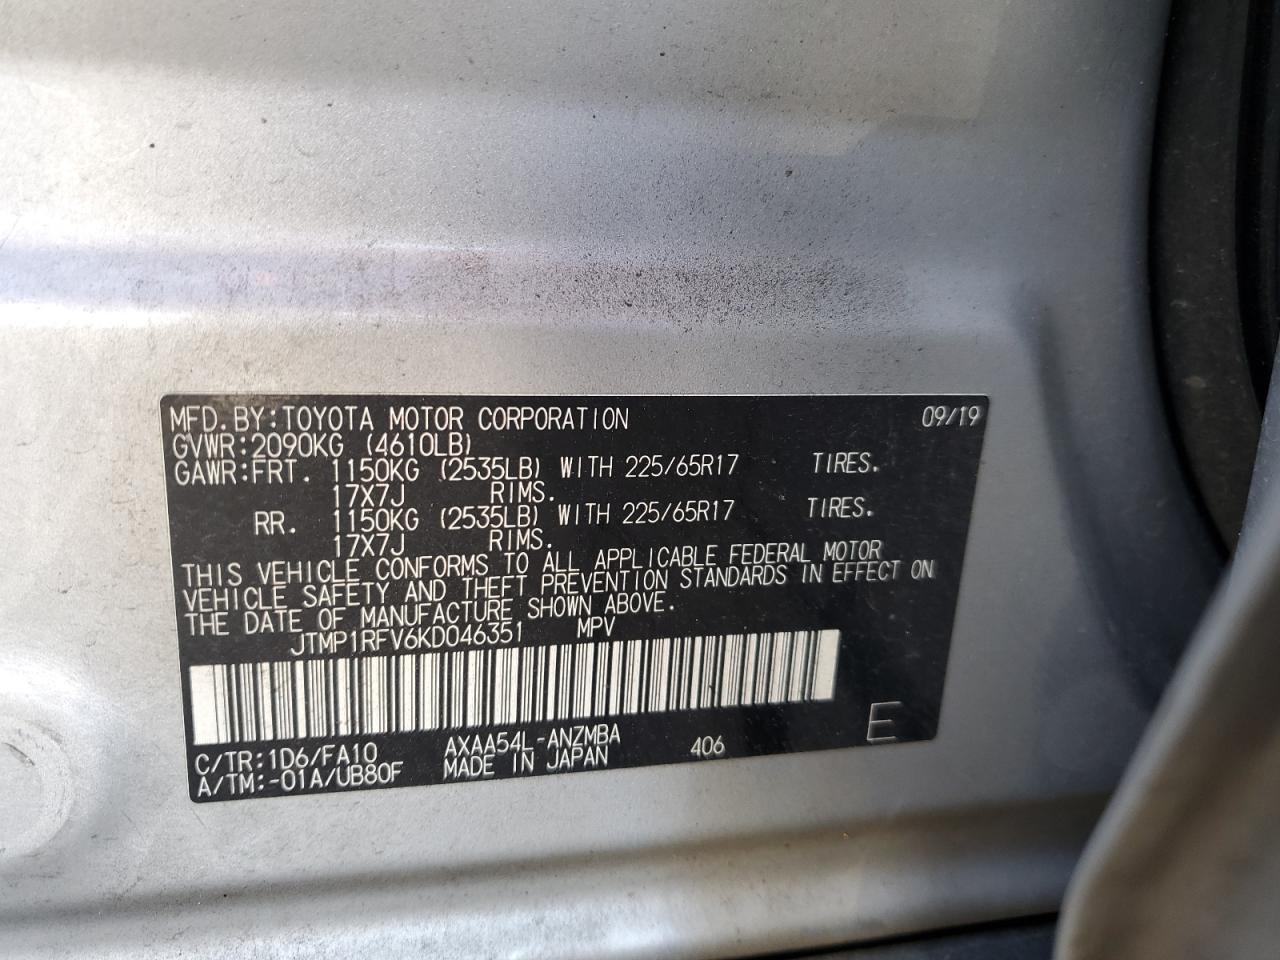 MFD. BY:TOYOTA MOTOR CORPORATION 09/19
GVWR:2090KG (4610LB)
GAWR:FRT. 1150KG (2535LB) WITH 225/65R17 TIRES.
17X7J RIMS.
RR. 1150KG (2535LB) WITH 225/65R17 TIRES.
17X7J RIMS.
THIS VEHICLE CONFORMS TO ALL APPLICABLE FEDERAL MOTOR
VEHICLE SAFETY AND THEFT PREVENTION STANDARDS IN EFFECT ON
THE DATE OF MANUFACTURE SHOWN ABOVE.
JTMP1RFV6KD046351 MPV
E
C/TR:1D6/FA10 AXAA54L-ANZMBA 406
A/TM:-01A/UB80F MADE IN JAPAN